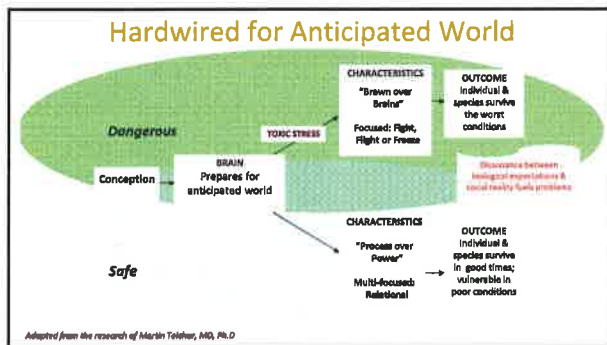 Hardwired for Anticipated World
CHARACTERISTICS
"Brawn over
Brains"
Focused: Fight,
Flight or Freeze
OUTCOME
Individual &
species survive
the worst
conditions
Dangerous
TOXIC STRESS
BRAIN
Prepares for
anticipated world
Conception
Dissonance between
biological expectations &
social reality fuels problems
CHARACTERISTICS
"Process over
Power"
Multi-focused:
Relational
OUTCOME
Individual &
species survive
in good times;
vulnerable in
poor conditions
Safe
Adapted from the research of Martin Teicher, MD, Ph.D